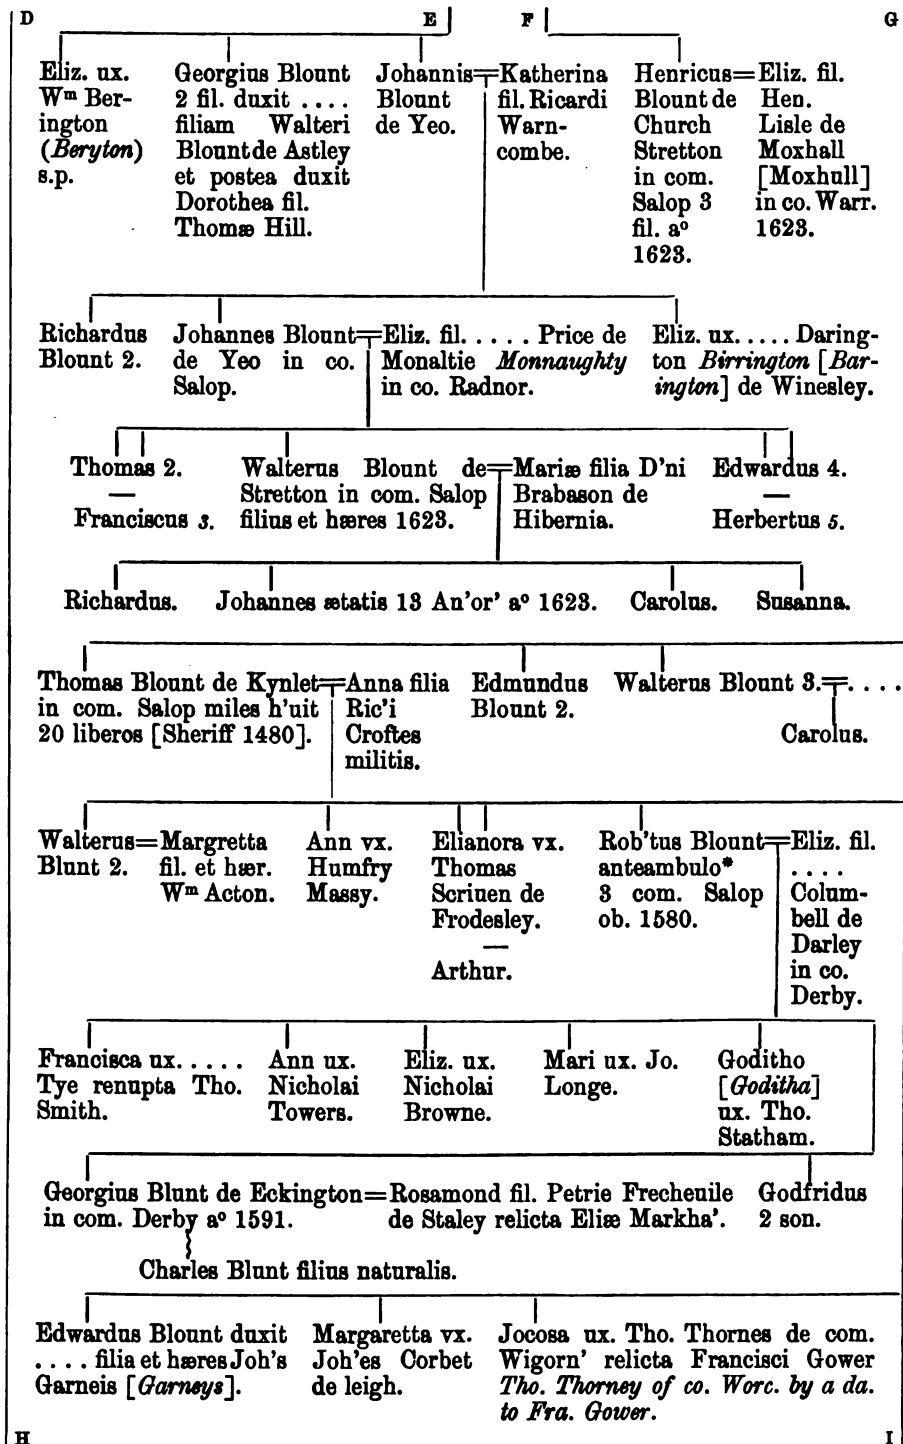 D E F G
Eliz. ux.
Wm Ber-
ington
(Beryton)
s.p.
Georgius Blount
2 fil. duxit ....
filiam Walteri
Blount de Astley
et postea duxit
Dorothea fil.
Thomæ Hill.
Johannis=
Blount
de Yeo.
Katherina
fil. Ricardi
Warn-
combe.
Henricus=
Blount de
Church
Stretton
in com.
Salop 3
fil. ao
1623.
Eliz. fil.
Hen.
Lisle de
Moxhall
[Moxhull]
in co. Warr.
1623.
Richardus
Blount 2.
Johannes Blount=
de Yeo in co.
Salop.
Eliz. fil. .... Price de
Monaltie Monnaughty
in co. Radnor.
Eliz. ux. .... Daring-
ton Birrington [Bar-
ington] de Winesley.
Thomas 2.
—
Franciscus 3.
Walterus Blount de=
Stretton in com. Salop
filius et hæres 1623.
Mariæ filia D'ni
Brabason de
Hibernia.
Edwardus 4.
—
Herbertus 5.
Richardus. Johannes ætatis 13 An'or' ao 1623. Carolus. Susanna.
Thomas Blount de Kynlet=
in com. Salop miles h'uit
20 liberos [Sheriff 1480].
Anna filia
Ric'i
Croftes
militis.
Edmundus
Blount 2.
Walterus Blount 3.=....
Carolus.
Walterus=
Blunt 2.
Margretta
fil. et hær.
Wm Acton.
Ann vx.
Humfry
Massy.
Elianora vx.
Thomas
Scriuen de
Frodesley.
—
Arthur.
Rob'tus Blount=
anteambulo*
3 com. Salop
ob. 1580.
Eliz. fil.
....
Colum-
bell de
Darley
in co.
Derby.
Francisca ux. ....
Tye renupta Tho.
Smith.
Ann ux.
Nicholai
Towers.
Eliz. ux.
Nicholai
Browne.
Mari ux. Jo.
Longe.
Goditho
[Goditha]
ux. Tho.
Statham.
Georgius Blunt de Eckington=
in com. Derby ao 1591.
Rosamond fil. Petrie Frecheuile
de Staley relicta Eliæ Markha'.
Godfridus
2 son.
Charles Blunt filius naturalis.
Edwardus Blount duxit
.... filia et hæres Joh's
Garneis [Garneys].
Margaretta vx.
Joh'es Corbet
de leigh.
Jocosa ux. Tho. Thornes de com.
Wigorn' relicta Francisci Gower
Tho. Thorney of co. Worc. by a da.
to Fra. Gower.
H I